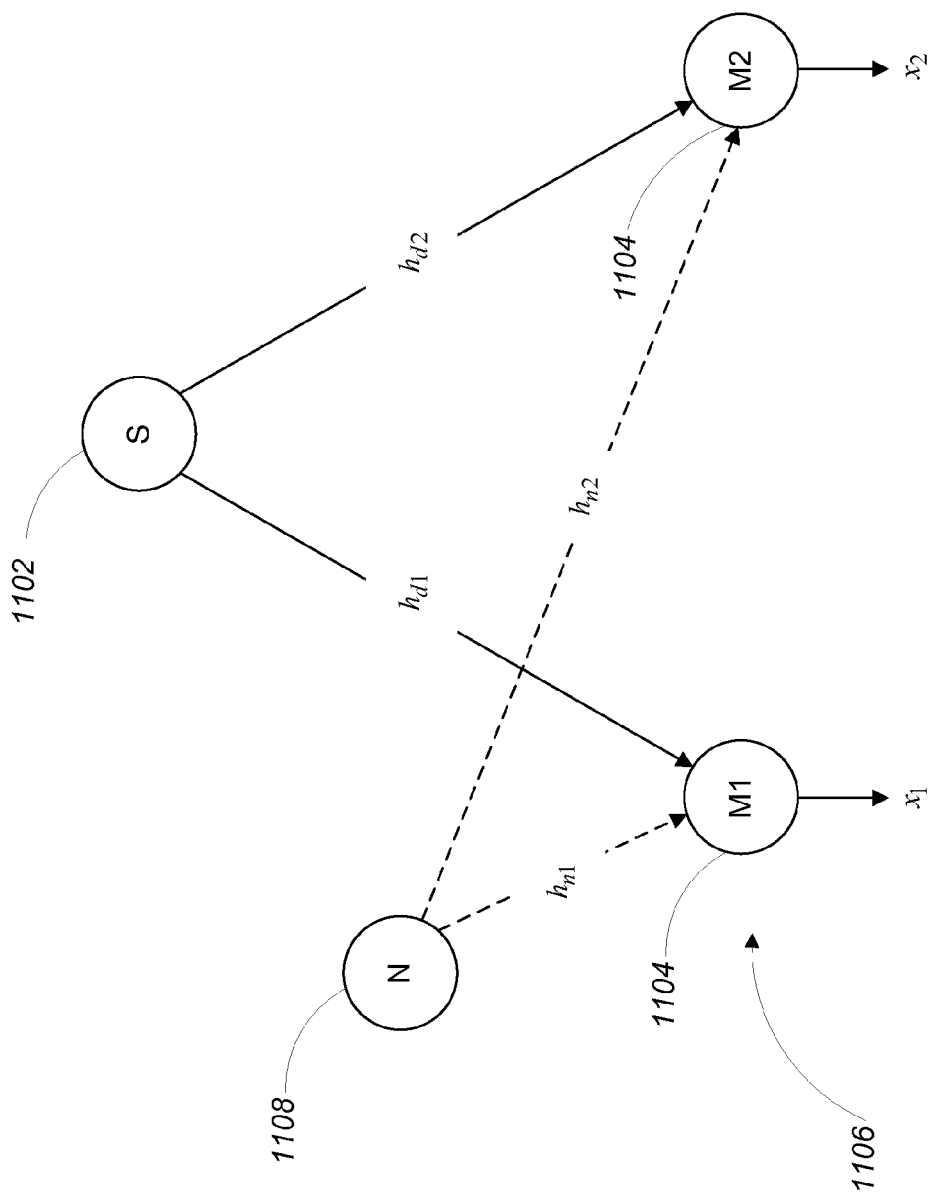 1102
S
h_{d1}
h_{d2}
1108
N
h_{n1}
h_{n2}
1104
M1
1104
M2
x_1
x_2
1106